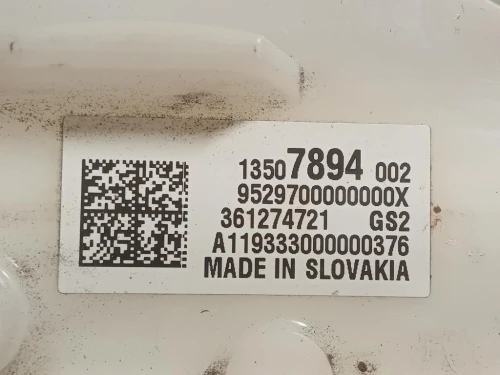 13507894 002
9529700000000X
361274721 GS2
A119333000000376
MADE IN SLOVAKIA